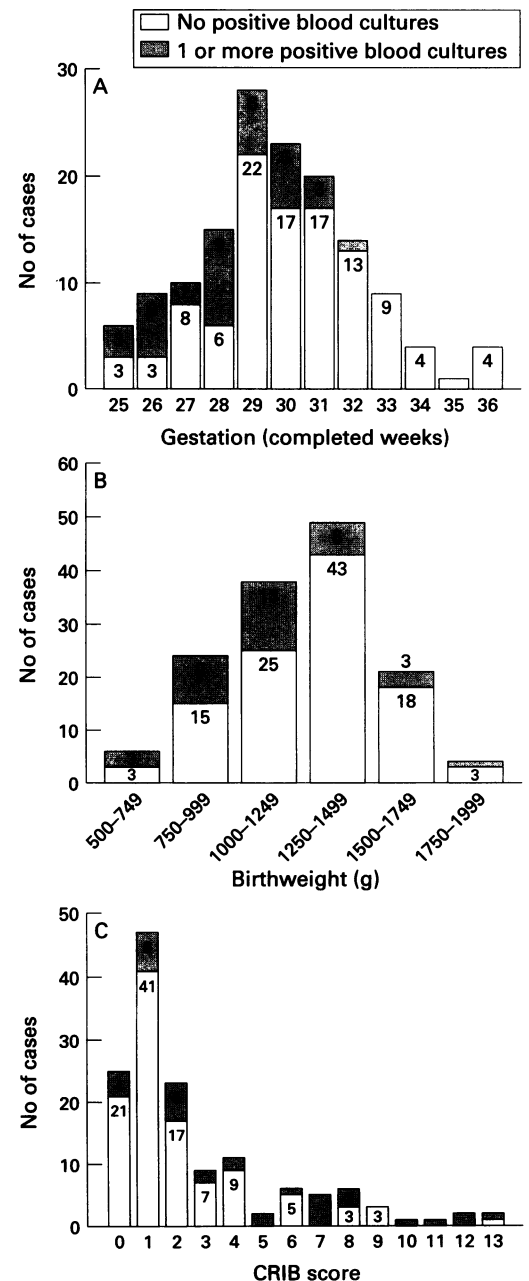 No positive blood cultures
1 or more positive blood cultures
A
30
20
10
0
No of cases
3 3 8 6 22 17 17 13 9 4 4
25 26 27 28 29 30 31 32 33 34 35 36
Gestation (completed weeks)
B
60
50
40
30
20
10
0
No of cases
3 15 25 43 3 18 3
500–749 750–999 1000–1249 1250–1499 1500–1749 1750–1999
Birthweight (g)
C
50
40
30
20
10
0
No of cases
21 41 17 7 9 5 3 3
0 1 2 3 4 5 6 7 8 9 10 11 12 13
CRIB score